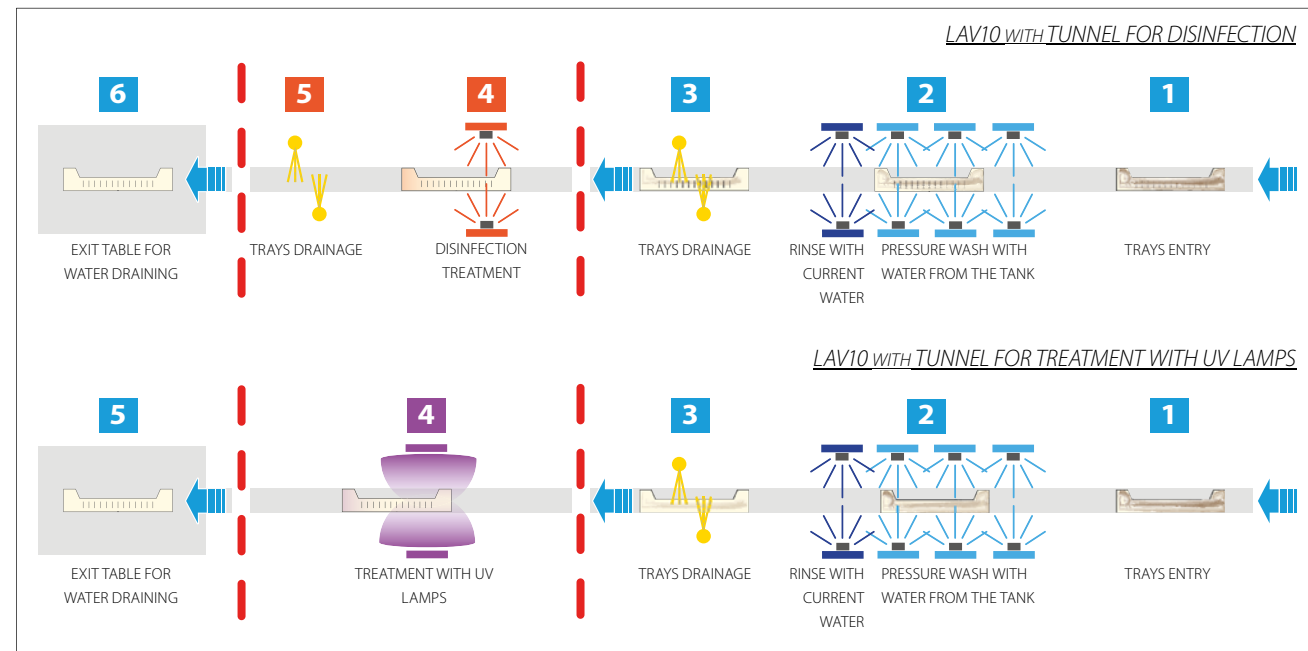 LAV10 WITH TUNNEL FOR DISINFECTION
6
5
4
3
2
1
EXIT TABLE FOR
WATER DRAINING
TRAYS DRAINAGE
DISINFECTION
TREATMENT
TRAYS DRAINAGE
RINSE WITH
CURRENT
WATER
PRESSURE WASH WITH
WATER FROM THE TANK
TRAYS ENTRY
LAV10 WITH TUNNEL FOR TREATMENT WITH UV LAMPS
5
4
3
2
1
EXIT TABLE FOR
WATER DRAINING
TREATMENT WITH UV
LAMPS
TRAYS DRAINAGE
RINSE WITH
CURRENT
WATER
PRESSURE WASH WITH
WATER FROM THE TANK
TRAYS ENTRY